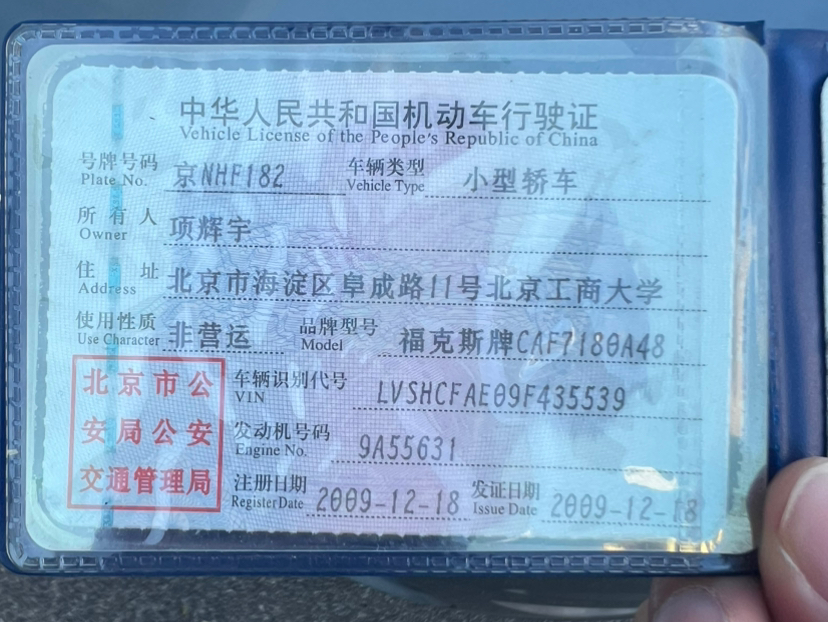 中华人民共和国机动车行驶证
Vehicle License of the People's Republic of China
号牌号码 京NHF182 车辆类型 小型轿车
Plate No. Vehicle Type
所有人 项辉宇
Owner
住址 北京市海淀区阜成路11号北京工商大学
Address
使用性质 非营运 品牌型号 福克斯牌CAF7180A48
Use Character Model
北京市公安局公安交通管理局
车辆识别代号 LVSHCFAE09F435539
VIN
发动机号码 9A55631
Engine No.
注册日期 2009-12-18 发证日期 2009-12-18
Register Date Issue Date